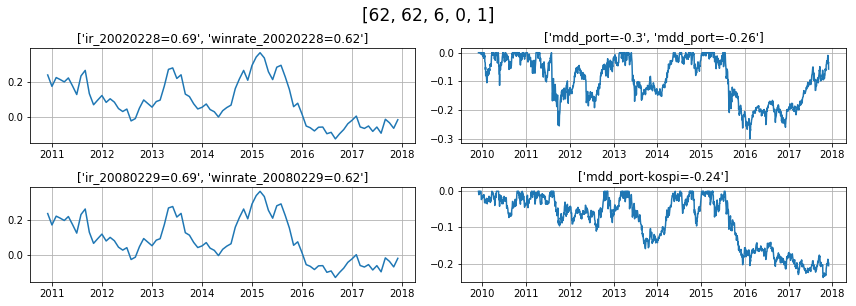 [62, 62, 6, 0, 1]
['ir_20020228=0.69', 'winrate_20020228=0.62']
0.2
0.0
2011 2012 2013 2014 2015 2016 2017 2018
['mdd_port=-0.3', 'mdd_port=-0.26']
0.0
−0.1
−0.2
−0.3
2010 2011 2012 2013 2014 2015 2016 2017 2018
['ir_20080229=0.69', 'winrate_20080229=0.62']
0.2
0.0
2011 2012 2013 2014 2015 2016 2017 2018
['mdd_port-kospi=-0.24']
0.0
−0.1
−0.2
2010 2011 2012 2013 2014 2015 2016 2017 2018